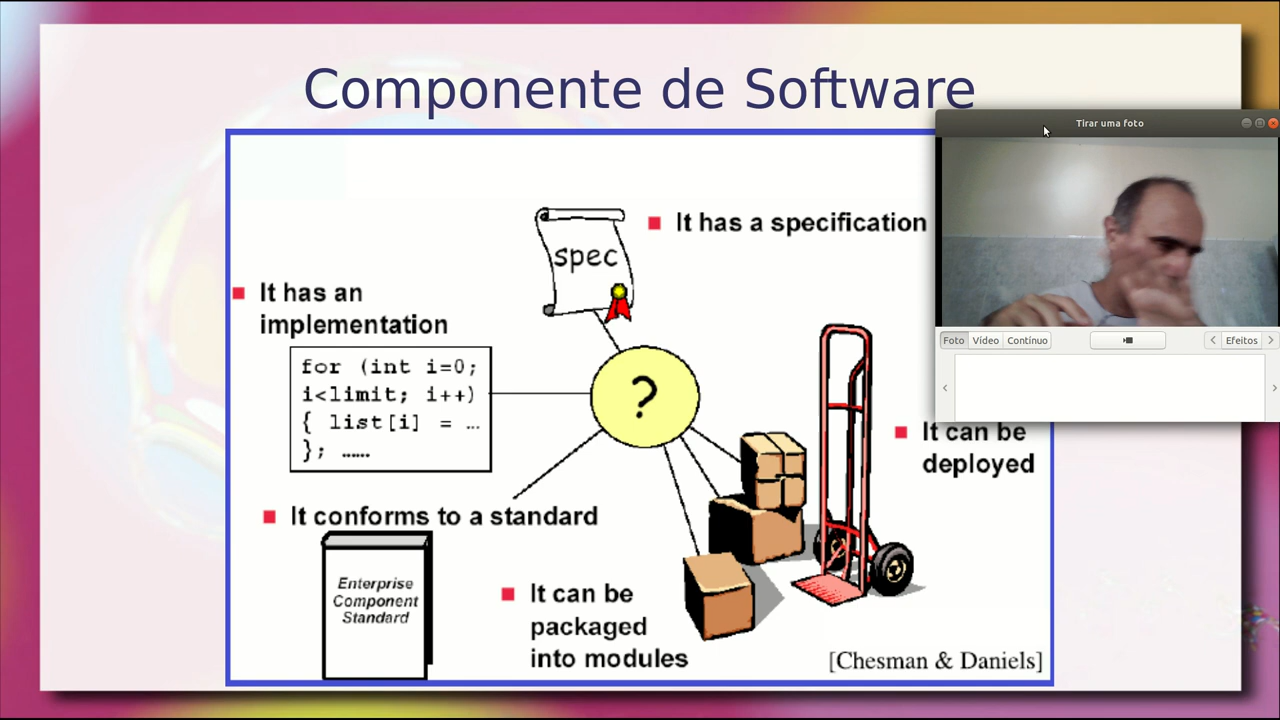 Componente de Software
Tirar uma foto
It has a specification
spec
It has an
implementation
for (int i=0;
i<limit; i++)
{ list[i] = …
}; ……
?
Foto Vídeo Contínuo
Efeitos
It can be
deployed
It conforms to a standard
Enterprise
Component
Standard
It can be
packaged
into modules
[Chesman & Daniels]